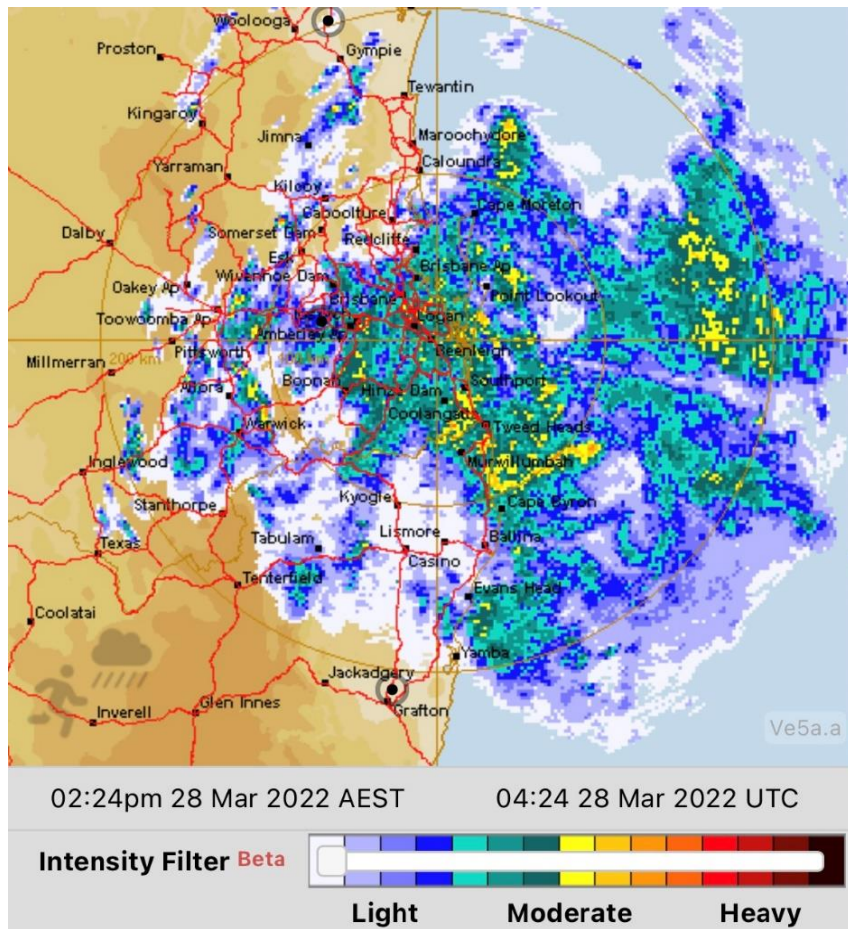 Woolooga
Proston
Gympie
Tewantin
Kingaroy
Jimna
Maroochydore
Yarraman
Caloundra
Kilcoy
Caboolture
Cape Moreton
Dalby
Somerset Dam
Redcliffe
Esk
Brisbane Ap
Oakey Ap
Wivenhoe Dam
Point Lookout
Brisbane
Toowoomba Ap
Amberley
Logan
Pittsworth
Beenleigh
Millmerran
200 km
Boonah
Southport
Allora
Hinze Dam
Coolangatta
Warwick
Tweed Heads
Inglewood
Murwillumbah
Kyogle
Cape Byron
Stanthorpe
Lismore
Ballina
Texas
Tabulam
Casino
Tenterfield
Evans Head
Coolatai
Yamba
Jackadgery
Glen Innes
Grafton
Inverell
Ve5a.a
02:24pm 28 Mar 2022 AEST 04:24 28 Mar 2022 UTC
Intensity Filter Beta
Light Moderate Heavy